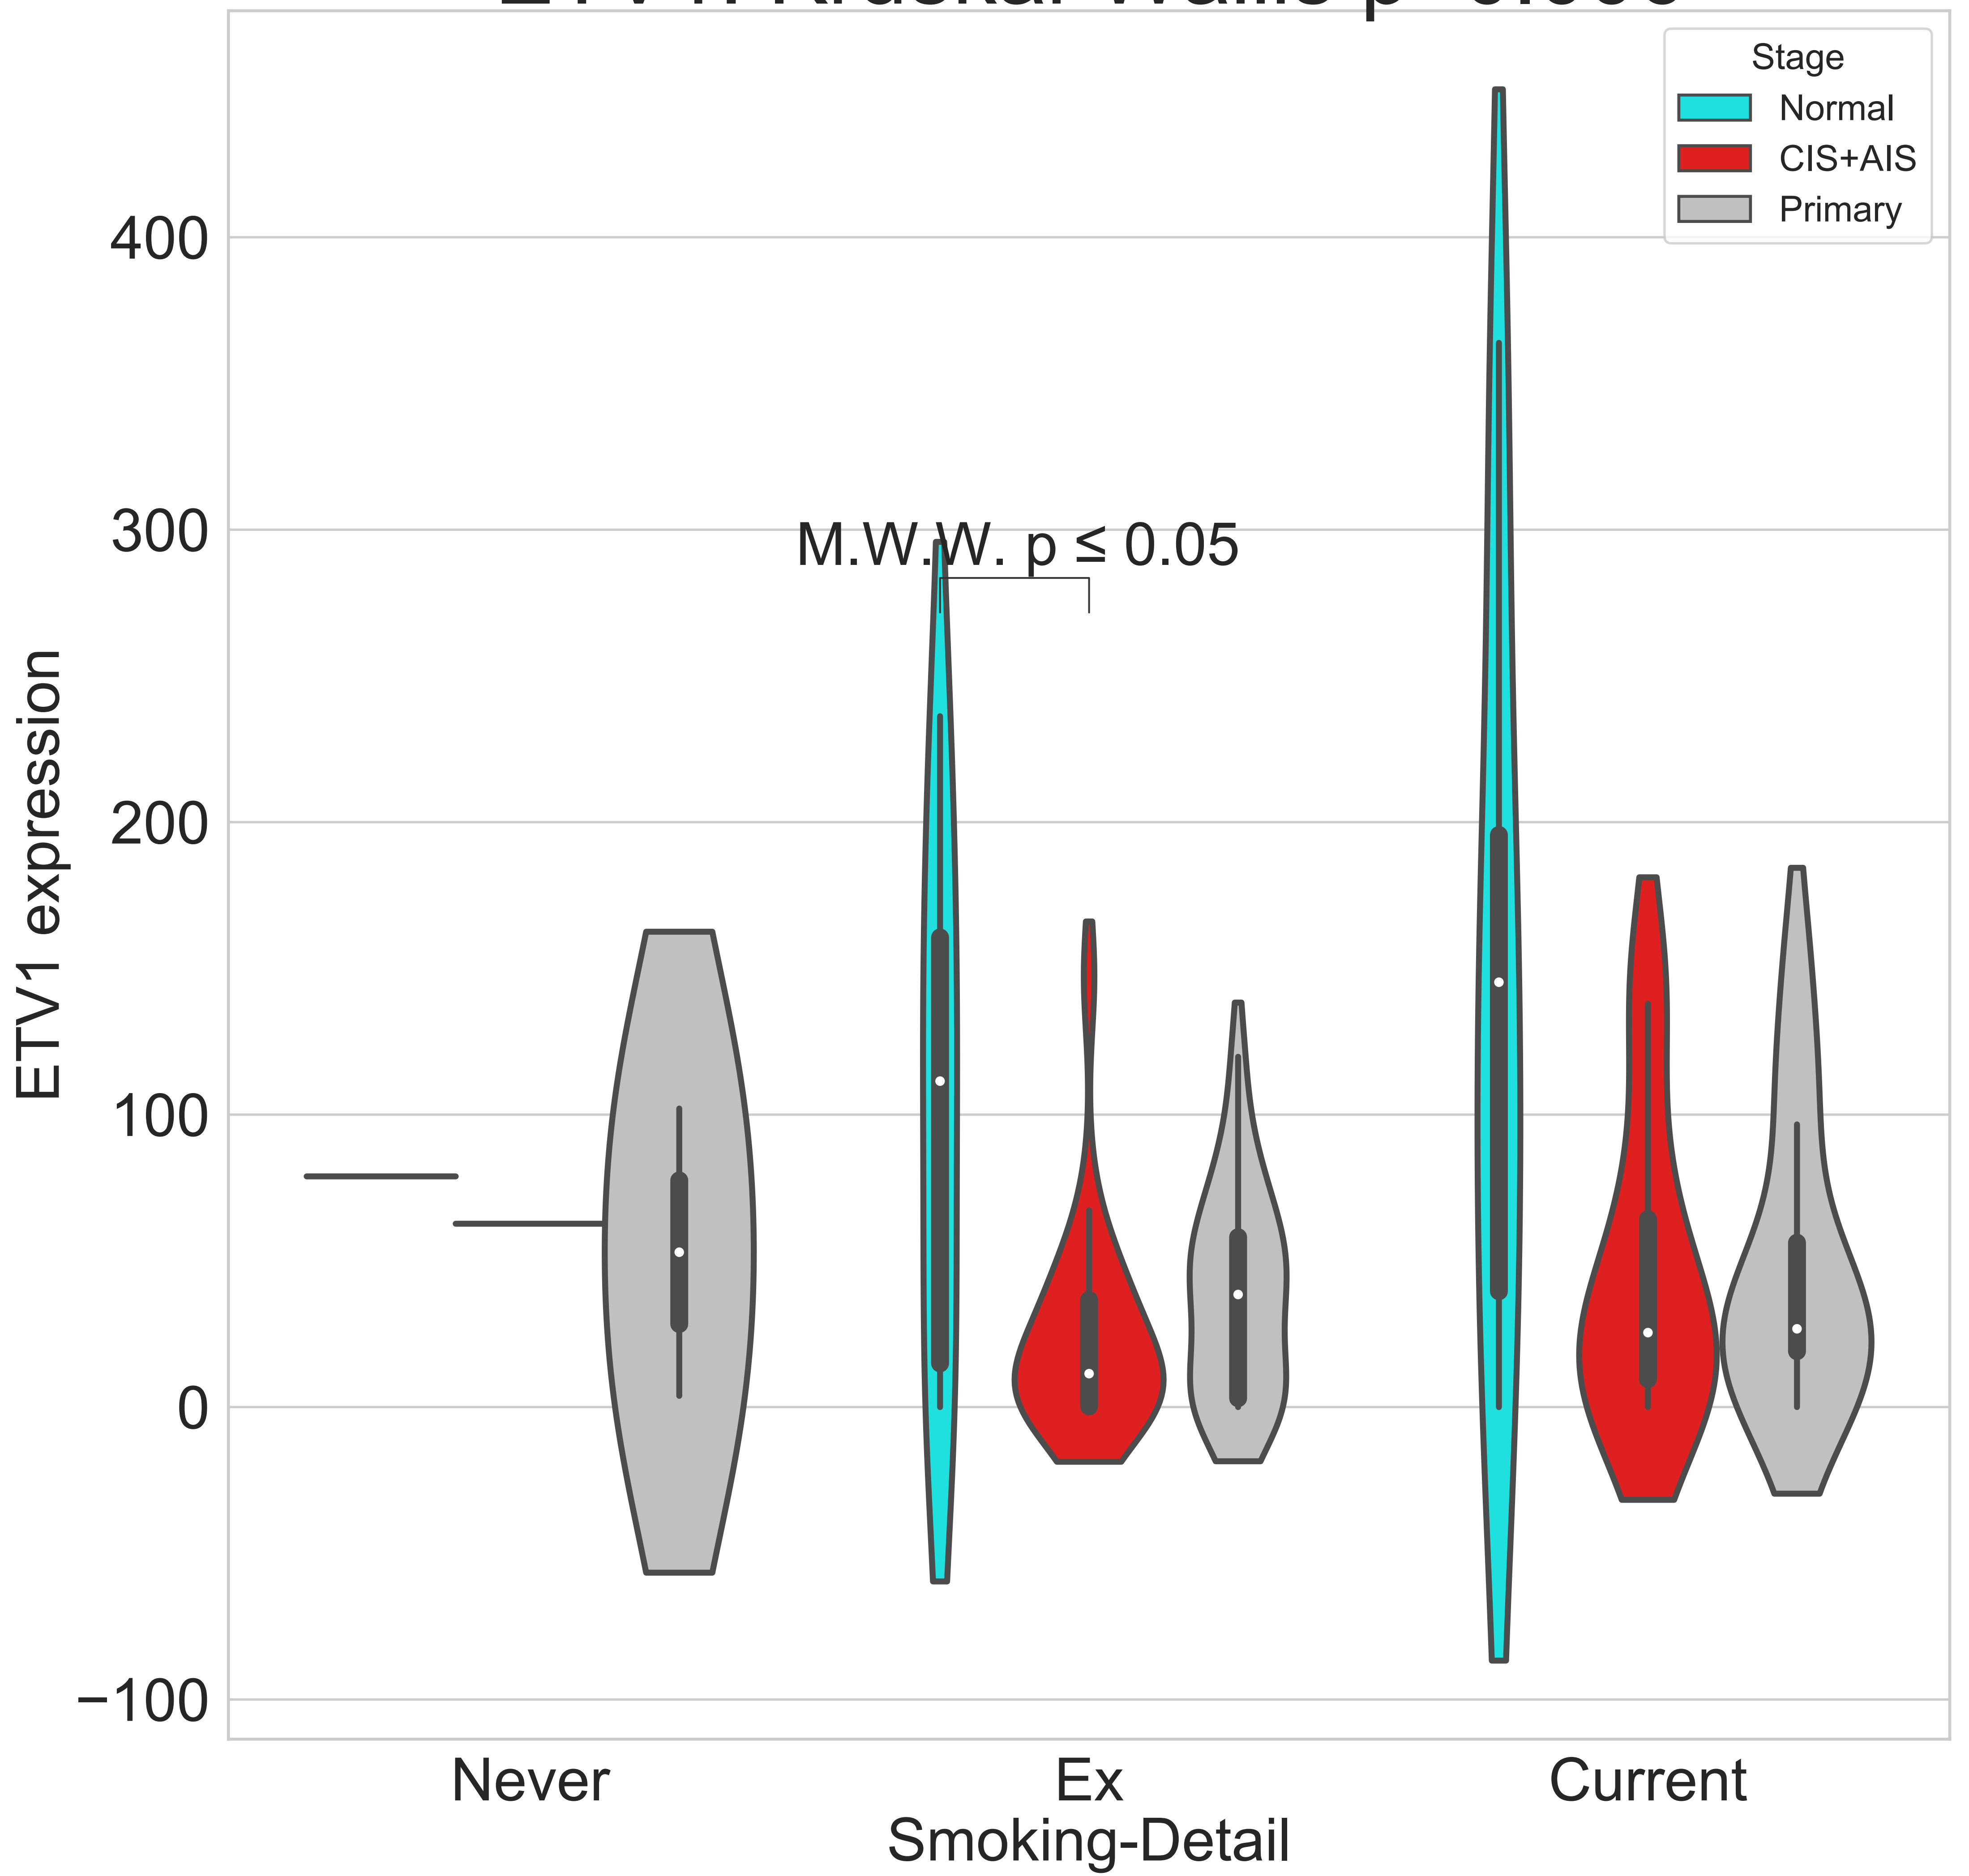 Stage
Normal
CIS+AIS
Primary
400
300
200
100
0
−100
M.W.W. p ≤ 0.05
ETV1 expression
Never
Ex
Current
Smoking-Detail